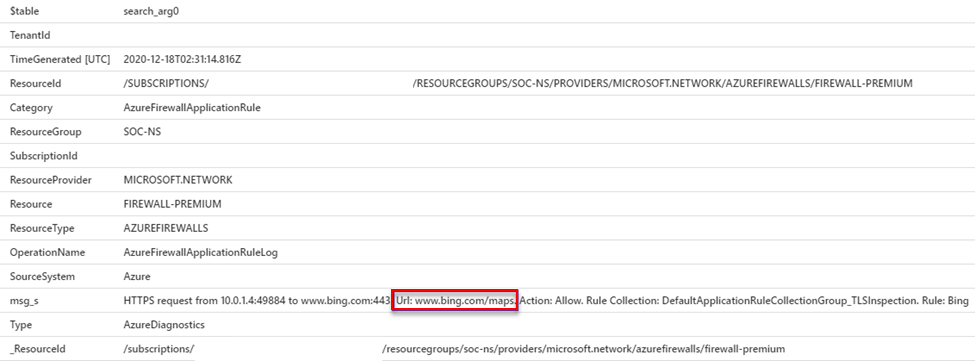 $table search_arg0
TenantId
TimeGenerated [UTC] 2020-12-18T02:31:14.816Z
ResourceId /SUBSCRIPTIONS/ /RESOURCEGROUPS/SOC-NS/PROVIDERS/MICROSOFT.NETWORK/AZUREFIREWALLS/FIREWALL-PREMIUM
Category AzureFirewallApplicationRule
ResourceGroup SOC-NS
SubscriptionId
ResourceProvider MICROSOFT.NETWORK
Resource FIREWALL-PREMIUM
ResourceType AZUREFIREWALLS
OperationName AzureFirewallApplicationRuleLog
SourceSystem Azure
msg_s HTTPS request from 10.0.1.4:49884 to www.bing.com:443. Url: www.bing.com/maps. Action: Allow. Rule Collection: DefaultApplicationRuleCollectionGroup_TLSInspection. Rule: Bing
Type AzureDiagnostics
_ResourceId /subscriptions/ /resourcegroups/soc-ns/providers/microsoft.network/azurefirewalls/firewall-premium